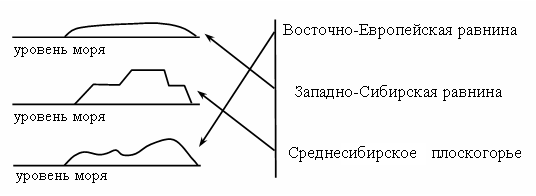 Восточно-Европейская равнина
уровень моря
Западно-Сибирская равнина
уровень моря
Среднесибирское плоскогорье
уровень моря